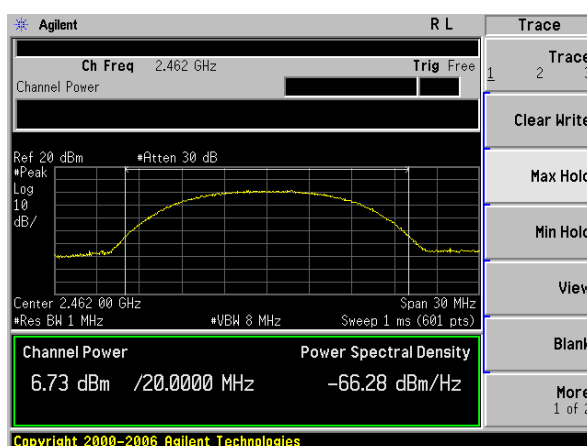 Agilent R L Trace
Ch Freq 2.462 GHz Trig Free
Channel Power
Trace
1 2 3
Clear Write
Ref 20 dBm #Atten 30 dB
#Peak
Log
10
dB/
Max Hold
Min Hold
View
Center 2.462 00 GHz Span 30 MHz
#Res BW 1 MHz #VBW 8 MHz Sweep 1 ms (601 pts)
Channel Power Power Spectral Density
6.73 dBm /20.0000 MHz -66.28 dBm/Hz
Blank
More
1 of 2
Copyright 2000-2006 Agilent Technologies